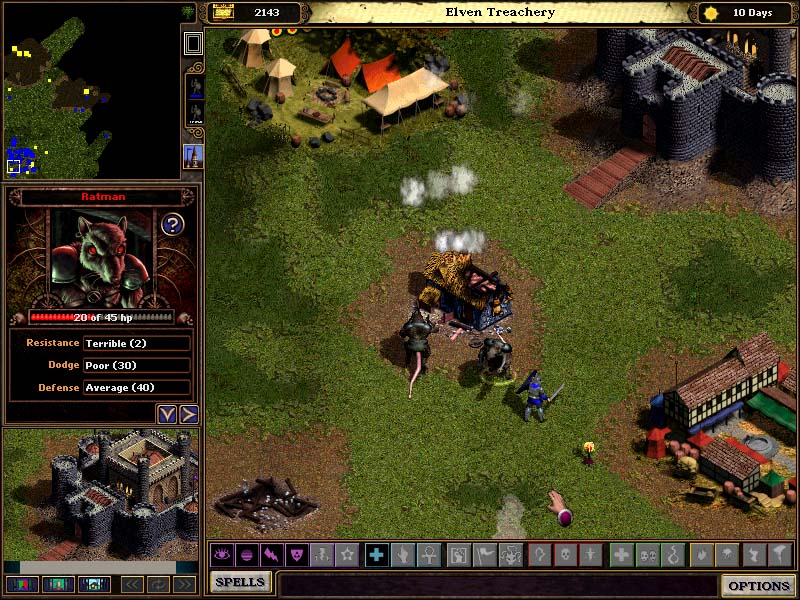 2143
Elven Treachery
10 Days
Ratman
?
20 of 45 hp
Resistance Terrible (2)
Dodge Poor (30)
Defense Average (40)
SPELLS
OPTIONS